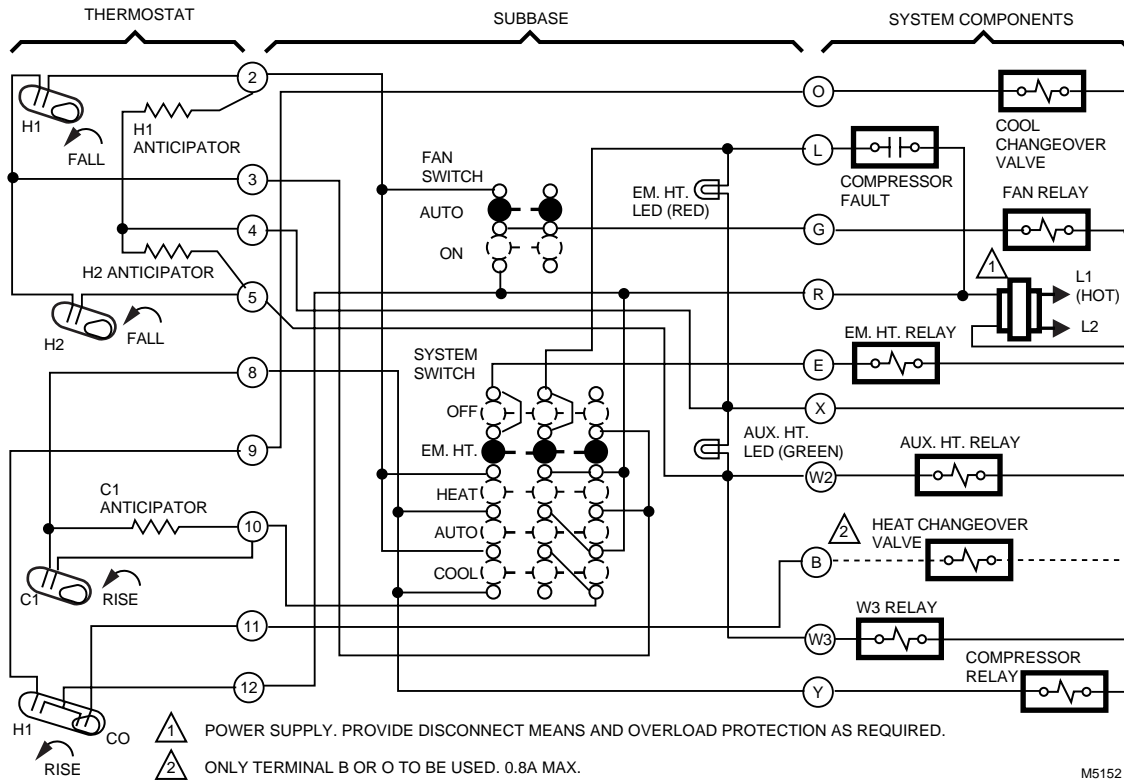 THERMOSTAT
SUBBASE
SYSTEM COMPONENTS
2
H1
FALL
H1
ANTICIPATOR
3
4
H2 ANTICIPATOR
5
H2
FALL
8
9
C1
ANTICIPATOR
10
C1
RISE
11
12
H1
CO
RISE
FAN
SWITCH
AUTO
ON
SYSTEM
SWITCH
OFF
EM. HT.
HEAT
AUTO
COOL
EM. HT.
LED (RED)
AUX. HT.
LED (GREEN)
O
COOL
CHANGEOVER
VALVE
L
COMPRESSOR
FAULT
FAN RELAY
G
1
L1
(HOT)
R
L2
EM. HT. RELAY
E
X
AUX. HT. RELAY
W2
2
HEAT CHANGEOVER
VALVE
B
W3 RELAY
W3
COMPRESSOR
RELAY
Y
1 POWER SUPPLY. PROVIDE DISCONNECT MEANS AND OVERLOAD PROTECTION AS REQUIRED.
2 ONLY TERMINAL B OR O TO BE USED. 0.8A MAX.
M5152